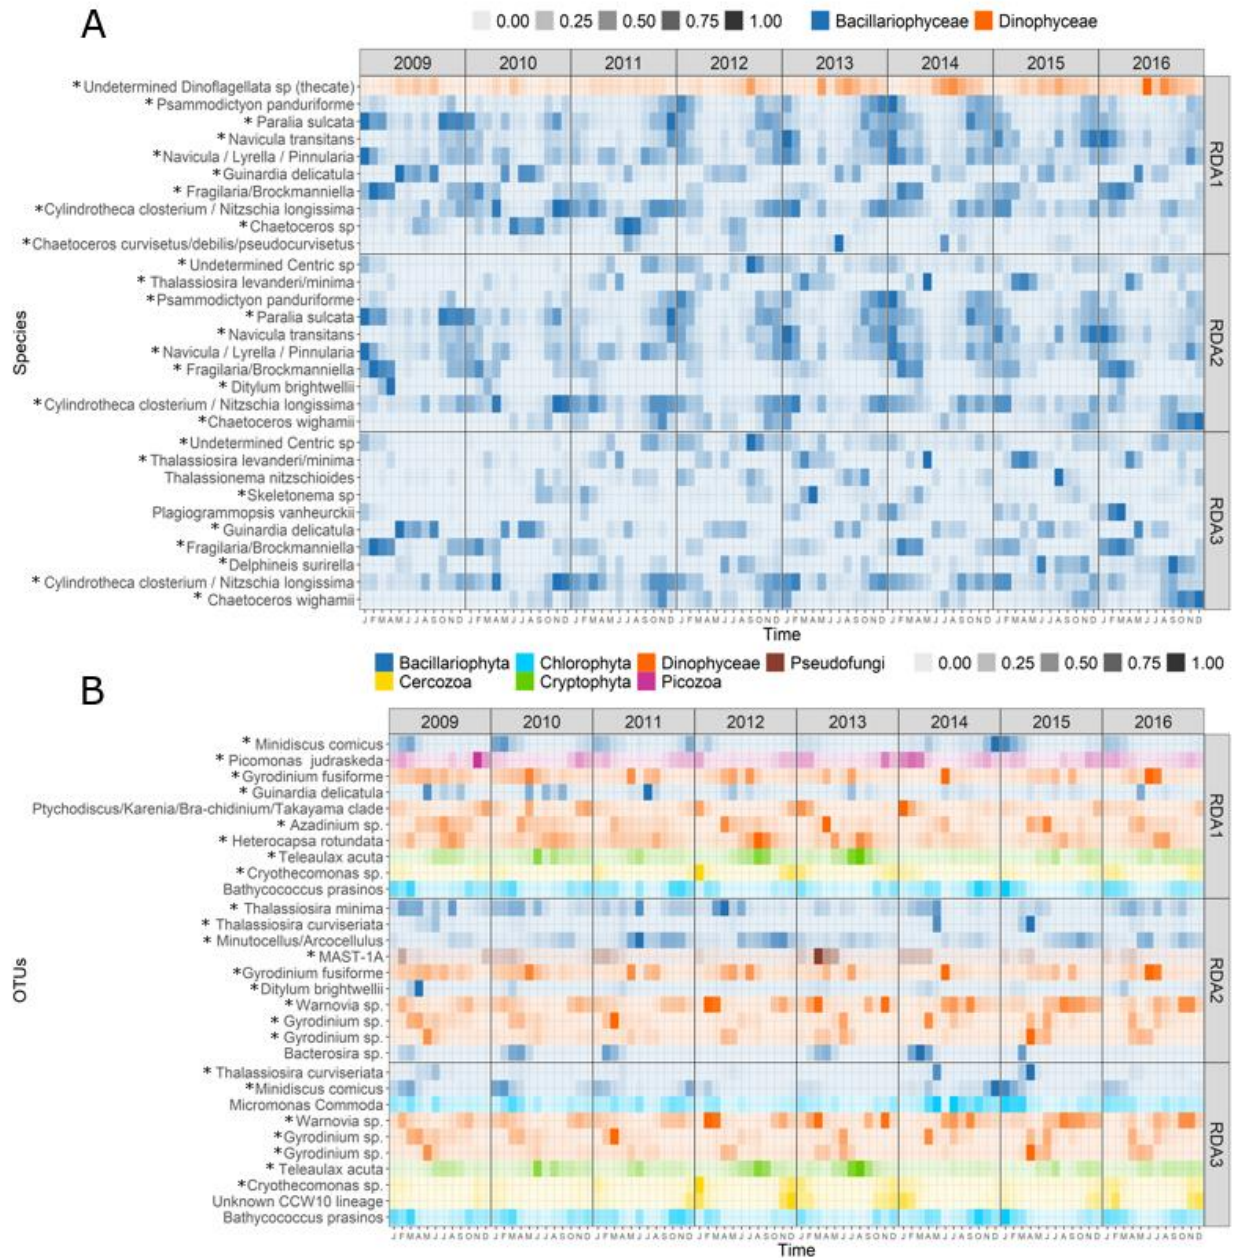 A
0.00 0.25 0.50 0.75 1.00 Bacillariophyceae Dinophyceae
2009 2010 2011 2012 2013 2014 2015 2016
* Undetermined Dinoflagellata sp (thecate)
* Psammodictyon panduriforme
* Paralia sulcata
* Navicula transitans
* Navicula / Lyrella / Pinnularia
* Guinardia delicatula
* Fragilaria/Brockmanniella
* Cylindrotheca closterium / Nitzschia longissima
* Chaetoceros sp
* Chaetoceros curvisetus/debilis/pseudocurvisetus
RDA1
* Undetermined Centric sp
* Thalassiosira levanderi/minima
* Psammodictyon panduriforme
* Paralia sulcata
* Navicula transitans
* Navicula / Lyrella / Pinnularia
* Fragilaria/Brockmanniella
* Ditylum brightwellii
* Cylindrotheca closterium / Nitzschia longissima
* Chaetoceros wighamii
RDA2
* Undetermined Centric sp
* Thalassiosira levanderi/minima
Thalassionema nitzschioides
* Skeletonema sp
Plagiogrammopsis vanheurckii
* Guinardia delicatula
* Fragilaria/Brockmanniella
* Delphineis surirella
* Cylindrotheca closterium / Nitzschia longissima
* Chaetoceros wighamii
RDA3
Species
J F M A M J J A S O N D J F M A M J J A S O N D J F M A M J J A S O N D J F M A M J J A S O N D J F M A M J J A S O N D J F M A M J J A S O N D J F M A M J J A S O N D J F M A M J J A S O N D
Time
B
Bacillariophyta Chlorophyta Dinophyceae Pseudofungi 0.00 0.25 0.50 0.75 1.00
Cercozoa Cryptophyta Picozoa
2009 2010 2011 2012 2013 2014 2015 2016
* Minidiscus comicus
* Picomonas judraskeda
* Gyrodinium fusiforme
* Guinardia delicatula
Ptychodiscus/Karenia/Bra-chidinium/Takayama clade
* Azadinium sp.
* Heterocapsa rotundata
* Teleaulax acuta
* Cryothecomonas sp.
Bathycoccus prasinos
RDA1
* Thalassiosira minima
* Thalassiosira curviseriata
* Minutocellus/Arcocellulus
* MAST-1A
* Gyrodinium fusiforme
* Ditylum brightwellii
* Warnovia sp.
* Gyrodinium sp.
* Gyrodinium sp.
Bacterosira sp.
RDA2
* Thalassiosira curviseriata
* Minidiscus comicus
Micromonas Commoda
* Warnovia sp.
* Gyrodinium sp.
* Gyrodinium sp.
* Teleaulax acuta
* Cryothecomonas sp.
Unknown CCW10 lineage
Bathycoccus prasinos
RDA3
OTUs
J F M A M J J A S O N D J F M A M J J A S O N D J F M A M J J A S O N D J F M A M J J A S O N D J F M A M J J A S O N D J F M A M J J A S O N D J F M A M J J A S O N D J F M A M J J A S O N D
Time